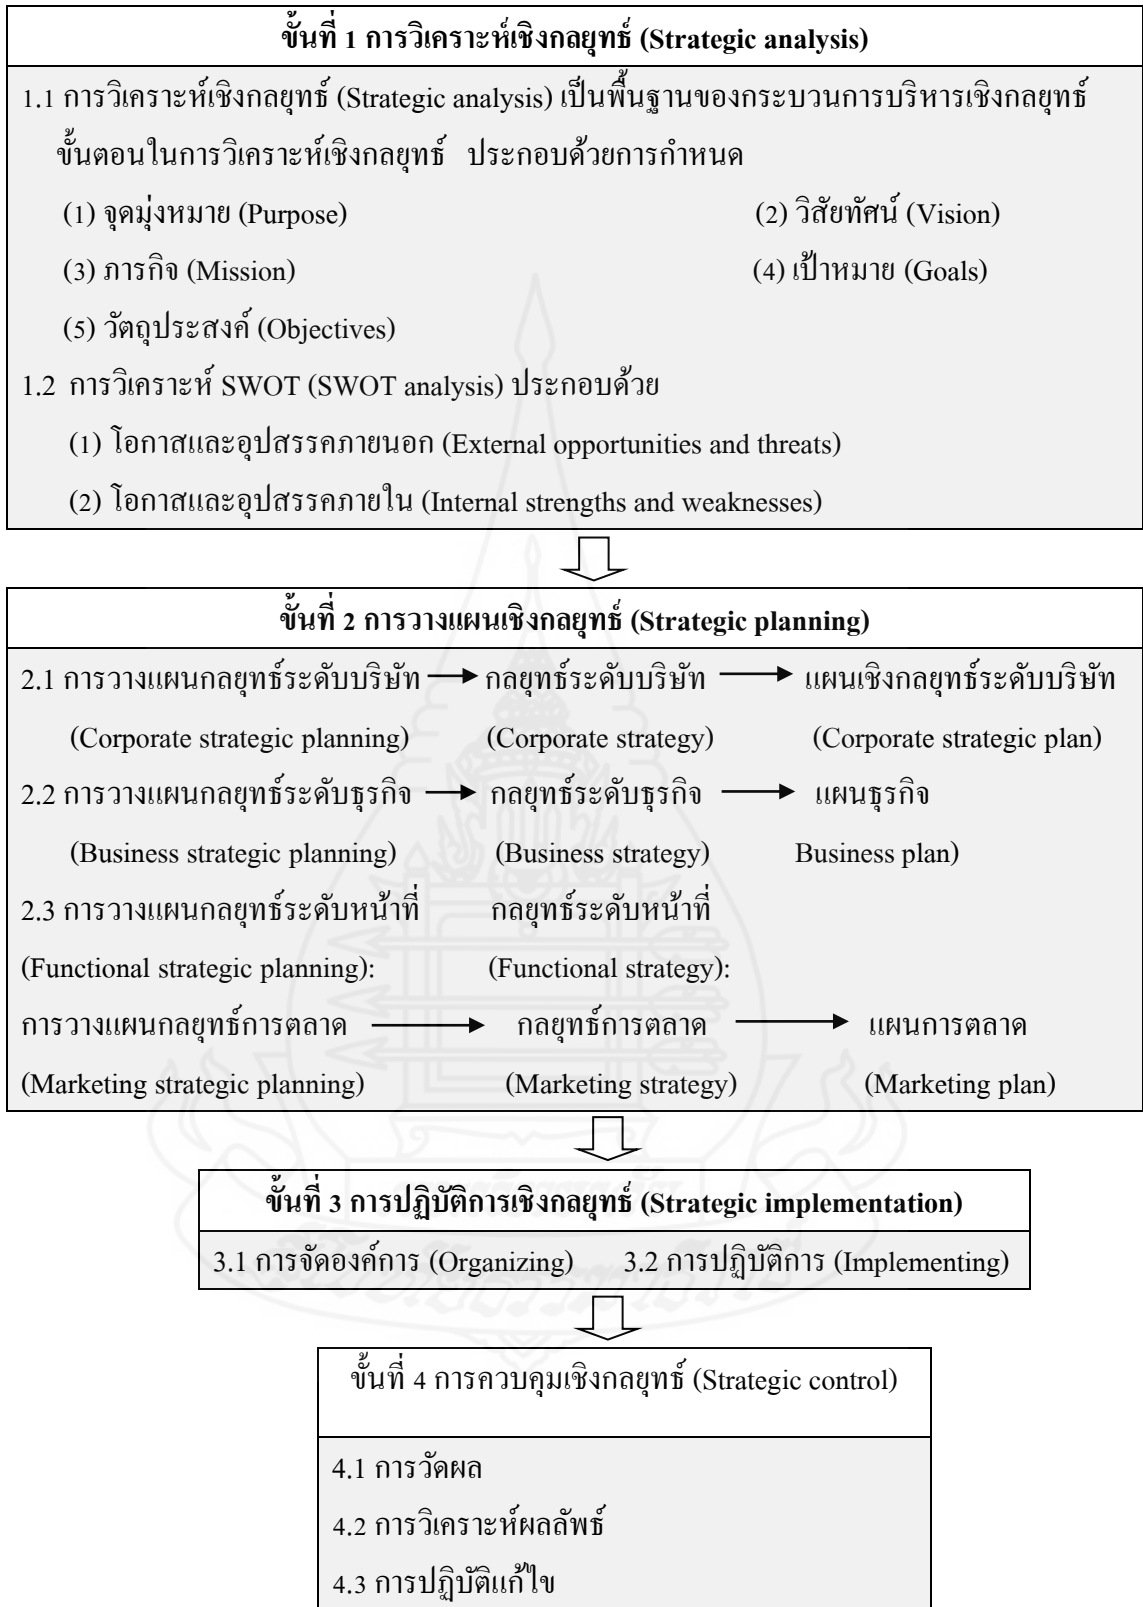 ขั้นที่ 1 การวิเคราะห์เชิงกลยุทธ์ (Strategic analysis)
1.1 การวิเคราะห์เชิงกลยุทธ์ (Strategic analysis) เป็นพื้นฐานของกระบวนการบริหารเชิงกลยุทธ์
ขั้นตอนในการวิเคราะห์เชิงกลยุทธ์ ประกอบด้วยการกำหนด
(1) จุดมุ่งหมาย (Purpose) (2) วิสัยทัศน์ (Vision)
(3) ภารกิจ (Mission) (4) เป้าหมาย (Goals)
(5) วัตถุประสงค์ (Objectives)
1.2 การวิเคราะห์ SWOT (SWOT analysis) ประกอบด้วย
(1) โอกาสและอุปสรรคภายนอก (External opportunities and threats)
(2) โอกาสและอุปสรรคภายใน (Internal strengths and weaknesses)
ขั้นที่ 2 การวางแผนเชิงกลยุทธ์ (Strategic planning)
2.1 การวางแผนกลยุทธ์ระดับบริษัท กลยุทธ์ระดับบริษัท แผนเชิงกลยุทธ์ระดับบริษัท
(Corporate strategic planning) (Corporate strategy) (Corporate strategic plan)
2.2 การวางแผนกลยุทธ์ระดับธุรกิจ กลยุทธ์ระดับธุรกิจ แผนธุรกิจ
(Business strategic planning) (Business strategy) Business plan)
2.3 การวางแผนกลยุทธ์ระดับหน้าที่ กลยุทธ์ระดับหน้าที่
(Functional strategic planning): (Functional strategy):
การวางแผนกลยุทธ์การตลาด กลยุทธ์การตลาด แผนการตลาด
(Marketing strategic planning) (Marketing strategy) (Marketing plan)
ขั้นที่ 3 การปฏิบัติการเชิงกลยุทธ์ (Strategic implementation)
3.1 การจัดองค์การ (Organizing) 3.2 การปฏิบัติการ (Implementing)
ขั้นที่ 4 การควบคุมเชิงกลยุทธ์ (Strategic control)
4.1 การวัดผล
4.2 การวิเคราะห์ผลลัพธ์
4.3 การปฏิบัติแก้ไข